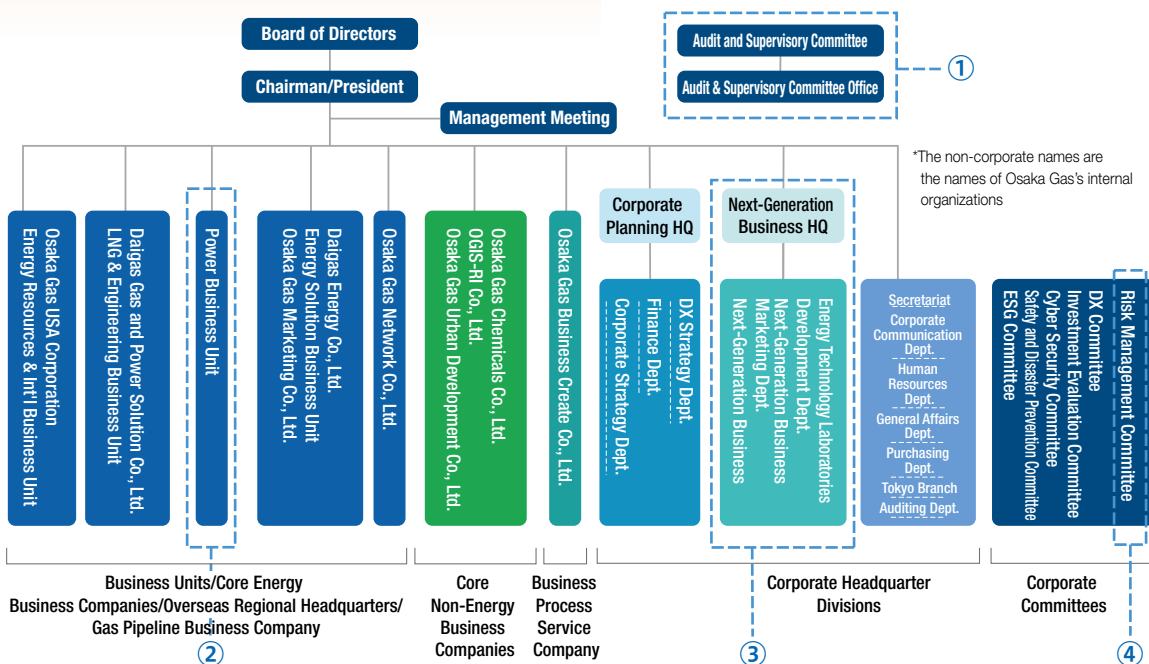 Board of Directors
Chairman/President
Management Meeting
Audit and Supervisory Committee
Audit & Supervisory Committee Office
①
*The non-corporate names are
the names of Osaka Gas's internal
organizations
Osaka Gas USA Corporation
Energy Resources & Int'l Business Unit
Daigas Gas and Power Solution Co., Ltd.
LNG & Engineering Business Unit
Power Business Unit
Daigas Energy Co., Ltd.
Energy Solution Business Unit
Osaka Gas Marketing Co., Ltd.
Osaka Gas Network Co., Ltd.
Osaka Gas Chemicals Co., Ltd.
OGIS-RI Co., Ltd.
Osaka Gas Urban Development Co., Ltd.
Osaka Gas Business Create Co., Ltd.
Corporate
Planning HQ
DX Strategy Dept.
Finance Dept.
Corporate Strategy Dept.
Next-Generation
Business HQ
Energy Technology Laboratories
Development Dept.
Next-Generation Business
Marketing Dept.
Next-Generation Business
Secretariat
Corporate
Communication
Dept.
Human
Resources
Dept.
General Affairs
Dept.
Purchasing
Dept.
Tokyo Branch
Auditing Dept.
Risk Management Committee
DX Committee
Investment Evaluation Committee
Cyber Security Committee
Safety and Disaster Prevention Committee
ESG Committee
Business Units/Core Energy
Business Companies/Overseas Regional Headquarters/
Gas Pipeline Business Company
②
Core
Non-Energy
Business
Companies
Business
Process
Service
Company
Corporate Headquarter
Divisions
③
Corporate
Committees
④